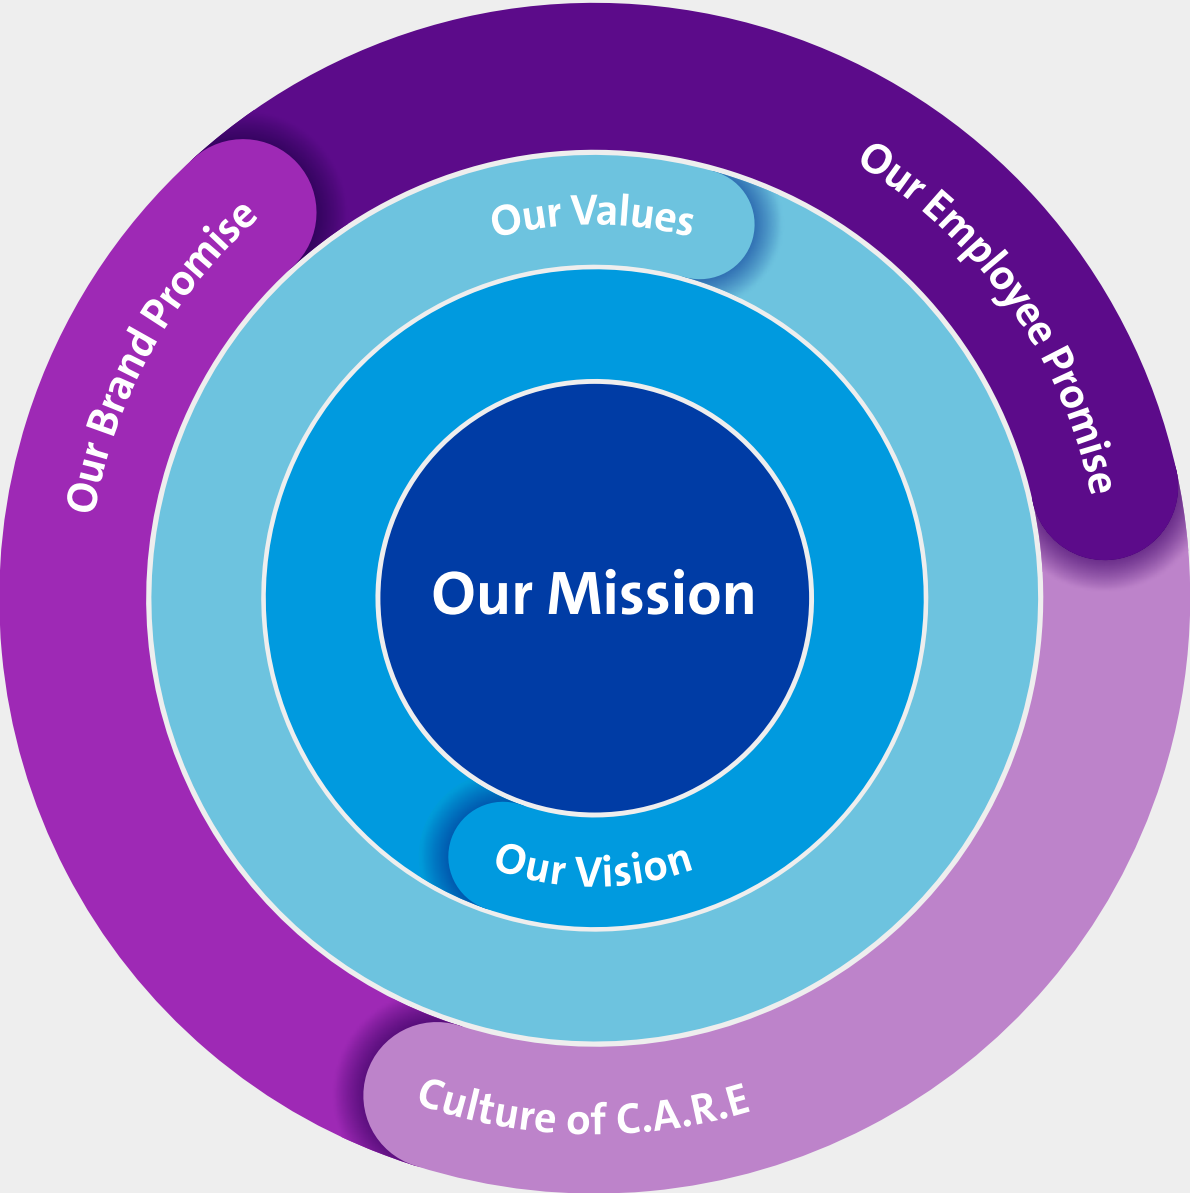 Our Employee Promise
Our Brand Promise
Our Values
Our Mission
Our Vision
Culture of C.A.R.E